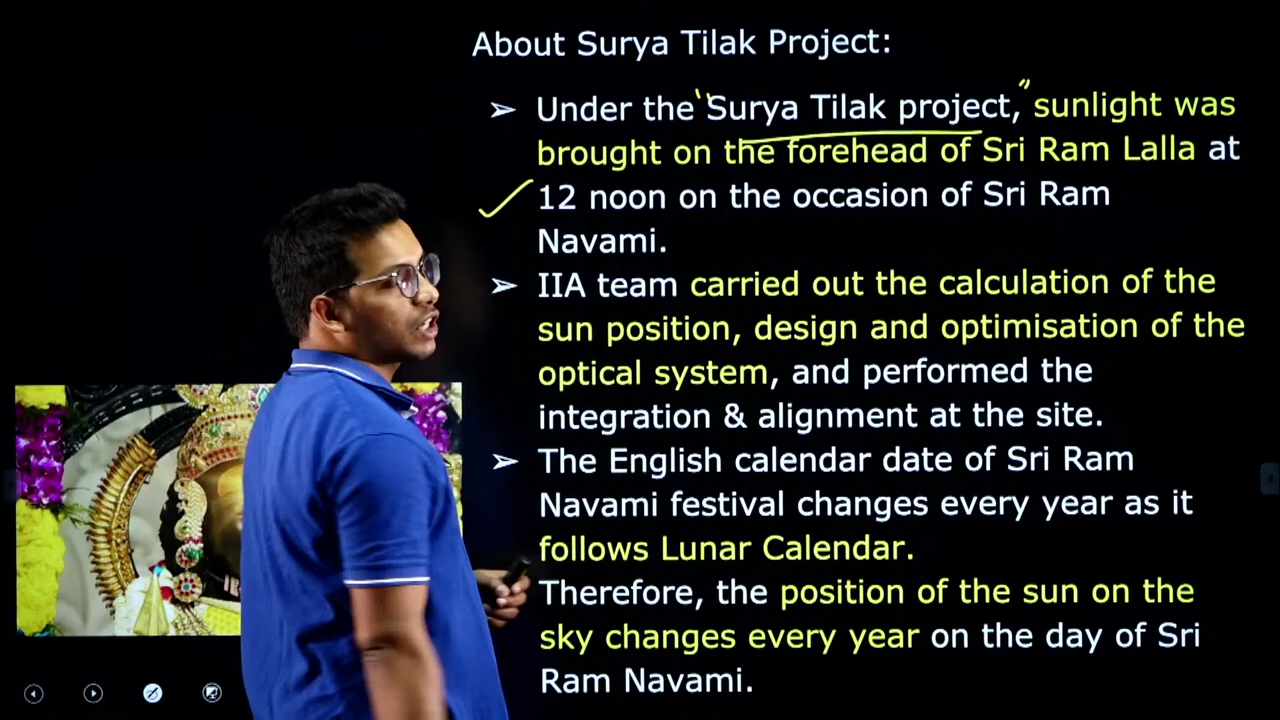 About Surya Tilak Project:
➢ Under the "Surya Tilak project," sunlight was
brought on the forehead of Sri Ram Lalla at
12 noon on the occasion of Sri Ram
Navami.
➢ IIA team carried out the calculation of the
sun position, design and optimisation of the
optical system, and performed the
integration & alignment at the site.
➢ The English calendar date of Sri Ram
Navami festival changes every year as it
follows Lunar Calendar.
Therefore, the position of the sun on the
sky changes every year on the day of Sri
Ram Navami.